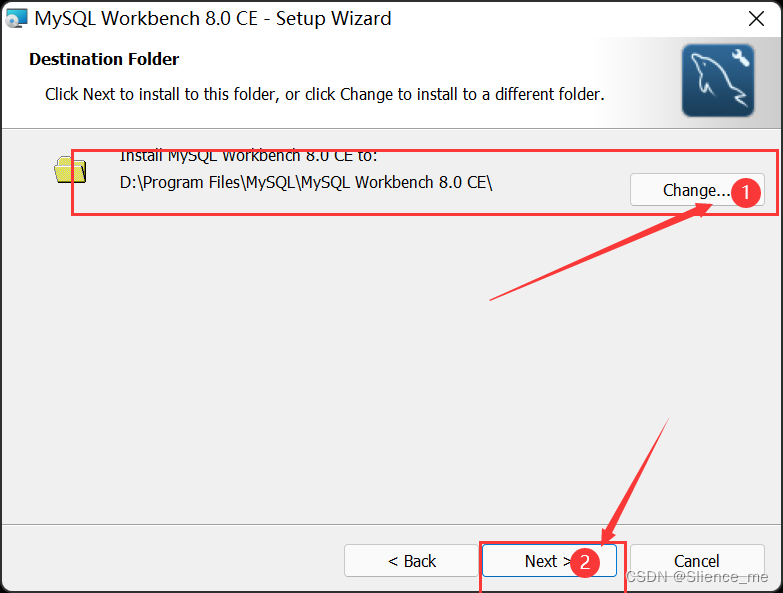 MySQL Workbench 8.0 CE - Setup Wizard
Destination Folder
Click Next to install to this folder, or click Change to install to a different folder.
Install MySQL Workbench 8.0 CE to:
D:\Program Files\MySQL\MySQL Workbench 8.0 CE\
Change... 1
< Back
Next > 2
Cancel
CSDN @Slience_me